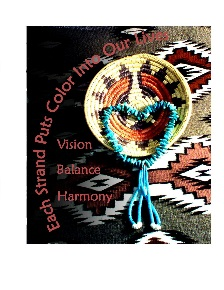 Each Strand Puts Color Into Our Lives
Vision
Balance
Harmony